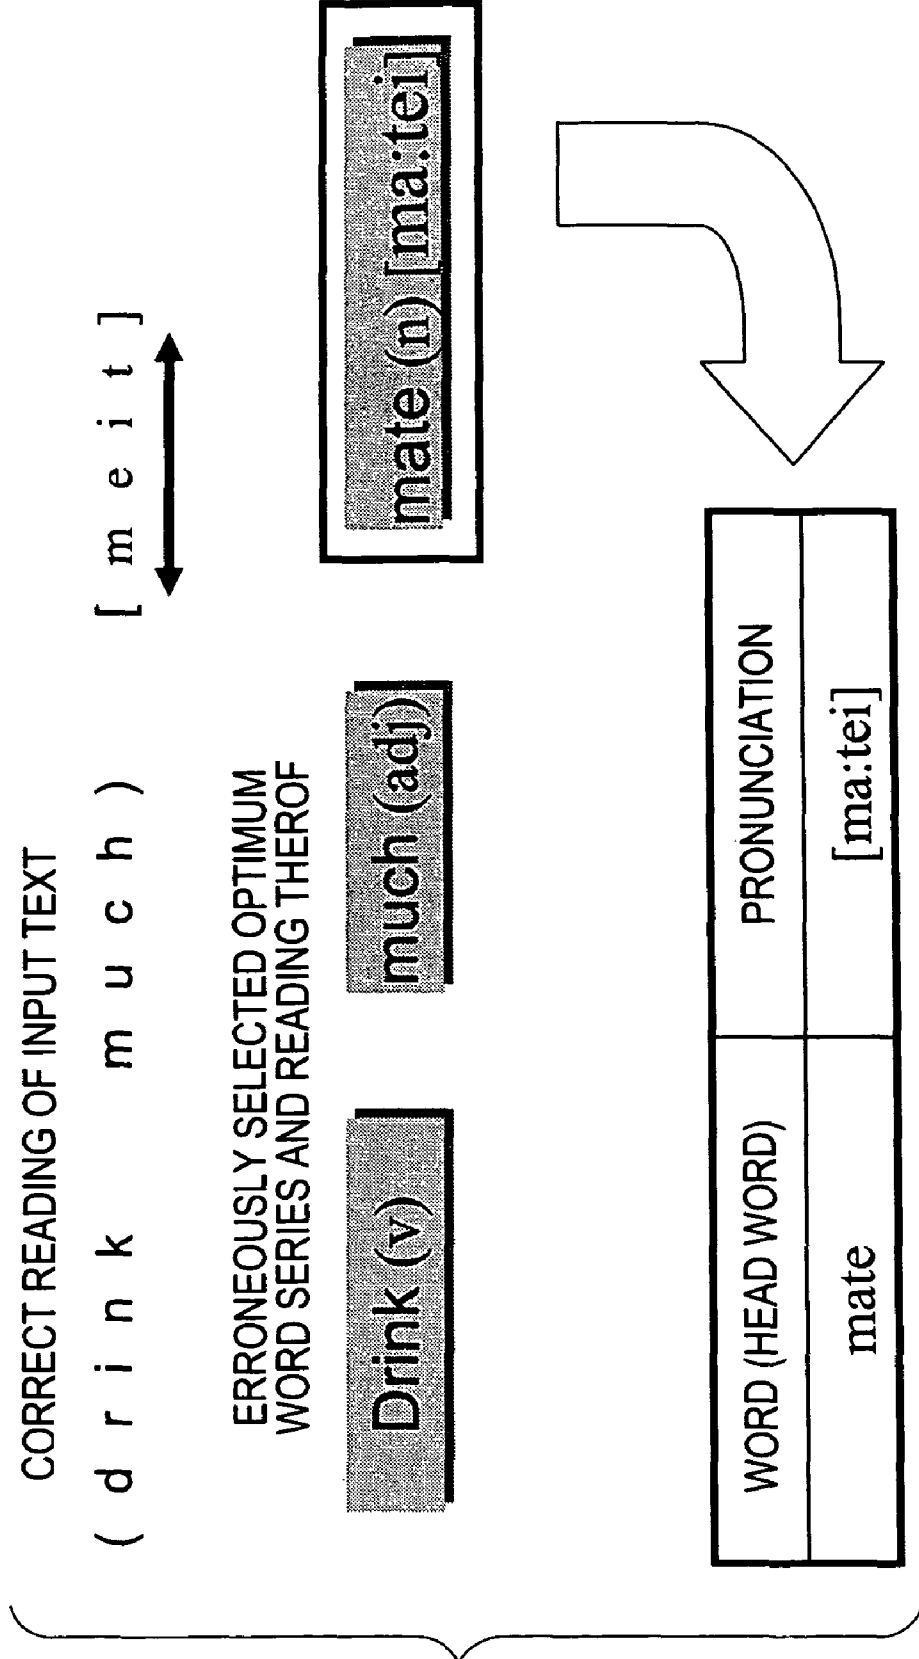 CORRECT READING OF INPUT TEXT
( d r i n k m u c h ) [ m e i t ]
ERRONEOUSLY SELECTED OPTIMUM
WORD SERIES AND READING THEROF
Drink (v) much (adj) mate (n) [ma:tei]
WORD (HEAD WORD) PRONUNCIATION
mate [ma:tei]